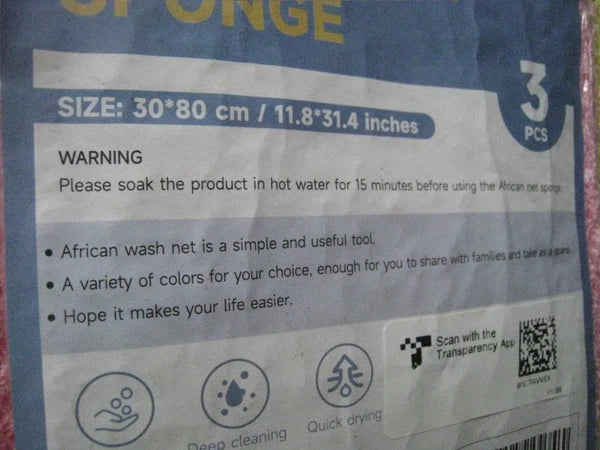 SPONGE
3
PCS
SIZE: 30*80 cm / 11.8*31.4 inches
WARNING
Please soak the product in hot water for 15 minutes before using the African net sponge
• African wash net is a simple and useful tool.
• A variety of colors for your choice, enough for you to share with families and take as a spare.
• Hope it makes your life easier.
Scan with the
Transparency App
Deep cleaning
Quick drying